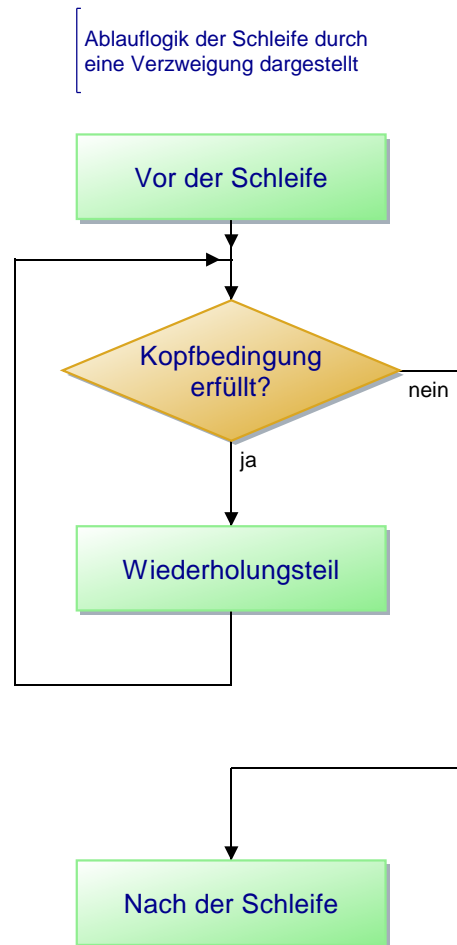 Ablauflogik der Schleife durch
eine Verzweigung dargestellt
Vor der Schleife
Kopfbedingung
erfüllt?
nein
ja
Wiederholungsteil
Nach der Schleife